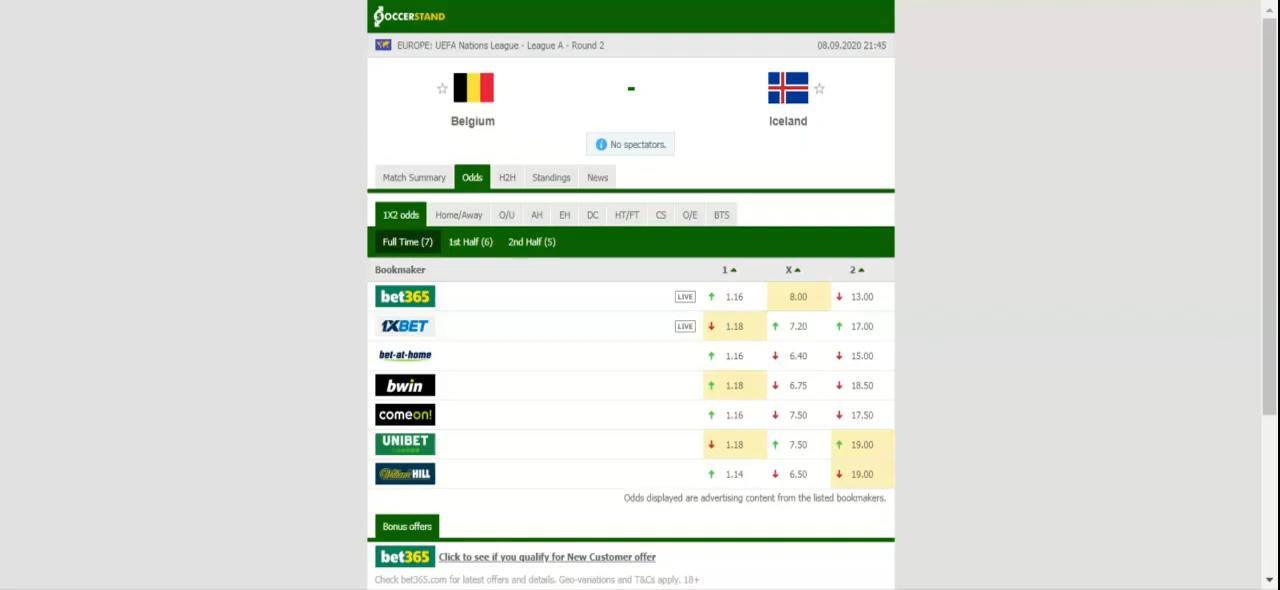 SOCCERSTAND
EUROPE: UEFA Nations League - League A - Round 2 08.09.2020 21:45
-
Belgium Iceland
No spectators.
Match Summary Odds H2H Standings News
1X2 odds Home/Away O/U AH EH DC HT/FT CS O/E BTS
Full Time (7) 1st Half (6) 2nd Half (5)
Bookmaker 1 X 2
bet365 LIVE 1.16 8.00 13.00
1XBET LIVE 1.18 7.20 17.00
bet-at-home 1.16 6.40 15.00
bwin 1.18 6.75 18.50
comeon! 1.16 7.50 17.50
UNIBET 1.18 7.50 19.00
William HILL 1.14 6.50 19.00
Odds displayed are advertising content from the listed bookmakers.
Bonus offers
bet365 Click to see if you qualify for New Customer offer
Check bet365.com for latest offers and details. Geo-variations and T&Cs apply. 18+